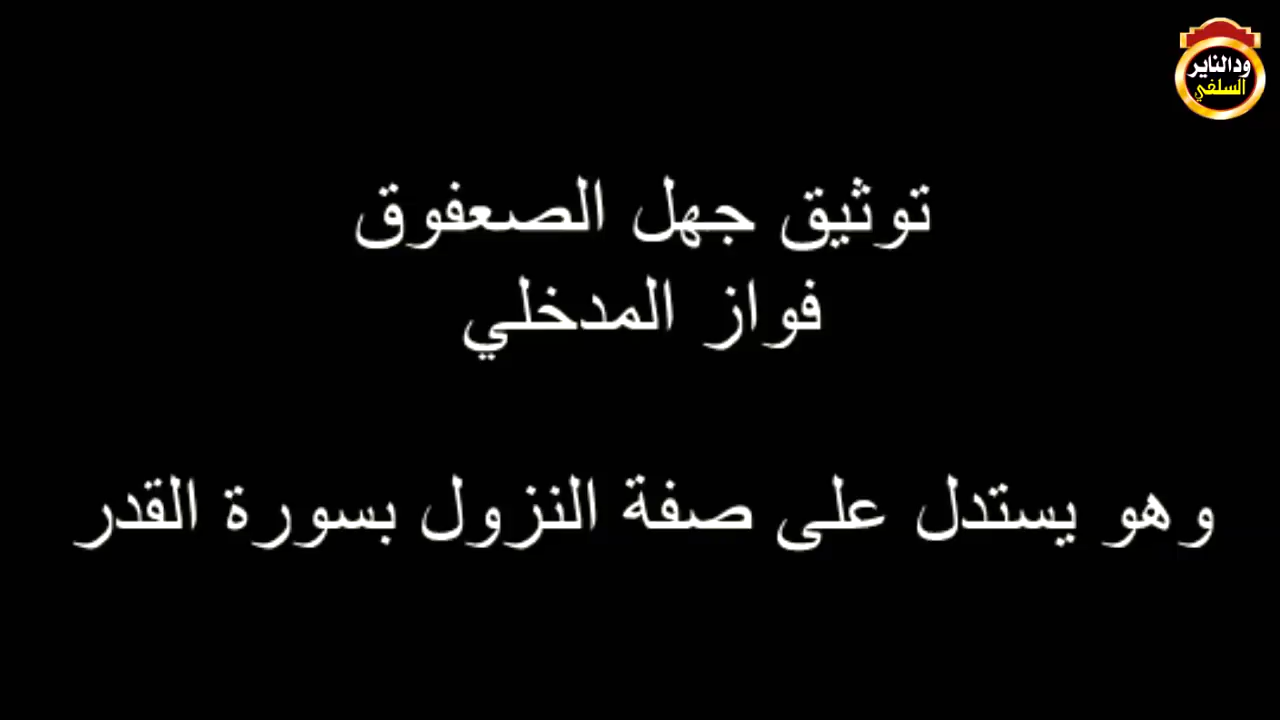 ودالناير
السلفي
توثيق جهل الصعفوق
فواز المدخلي
وهو يستدل على صفة النزول بسورة القدر